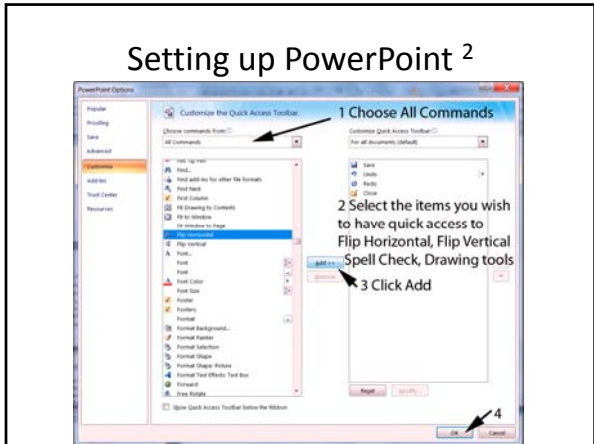 Setting up PowerPoint 2
PowerPoint Options
Popular
Proofing
Save
Advanced
Customize
Add-Ins
Trust Center
Resources
Customize the Quick Access Toolbar.
1 Choose All Commands
Choose commands from:
All Commands
Customize Quick Access Toolbar:
For all documents (default)
Find...
Find add-ins for other file formats
Find Next
First Column
Fit Drawing to Contents
Fit to Window
Fit Window to Page
Flip Horizontal
Flip Vertical
Font...
Font
Font
Font Color
Font Size
Footer
Footers
Format
Format Background...
Format Painter
Format Selection
Format Shape
Format Shape: Picture
Format Text Effects: Text Box
Forward
Free Rotate
Add >>
Remove
Save
Undo
Redo
Close
2 Select the items you wish
to have quick access to
Flip Horizontal, Flip Vertical
Spell Check, Drawing tools
3 Click Add
Reset
Modify...
Show Quick Access Toolbar below the Ribbon
4
OK
Cancel